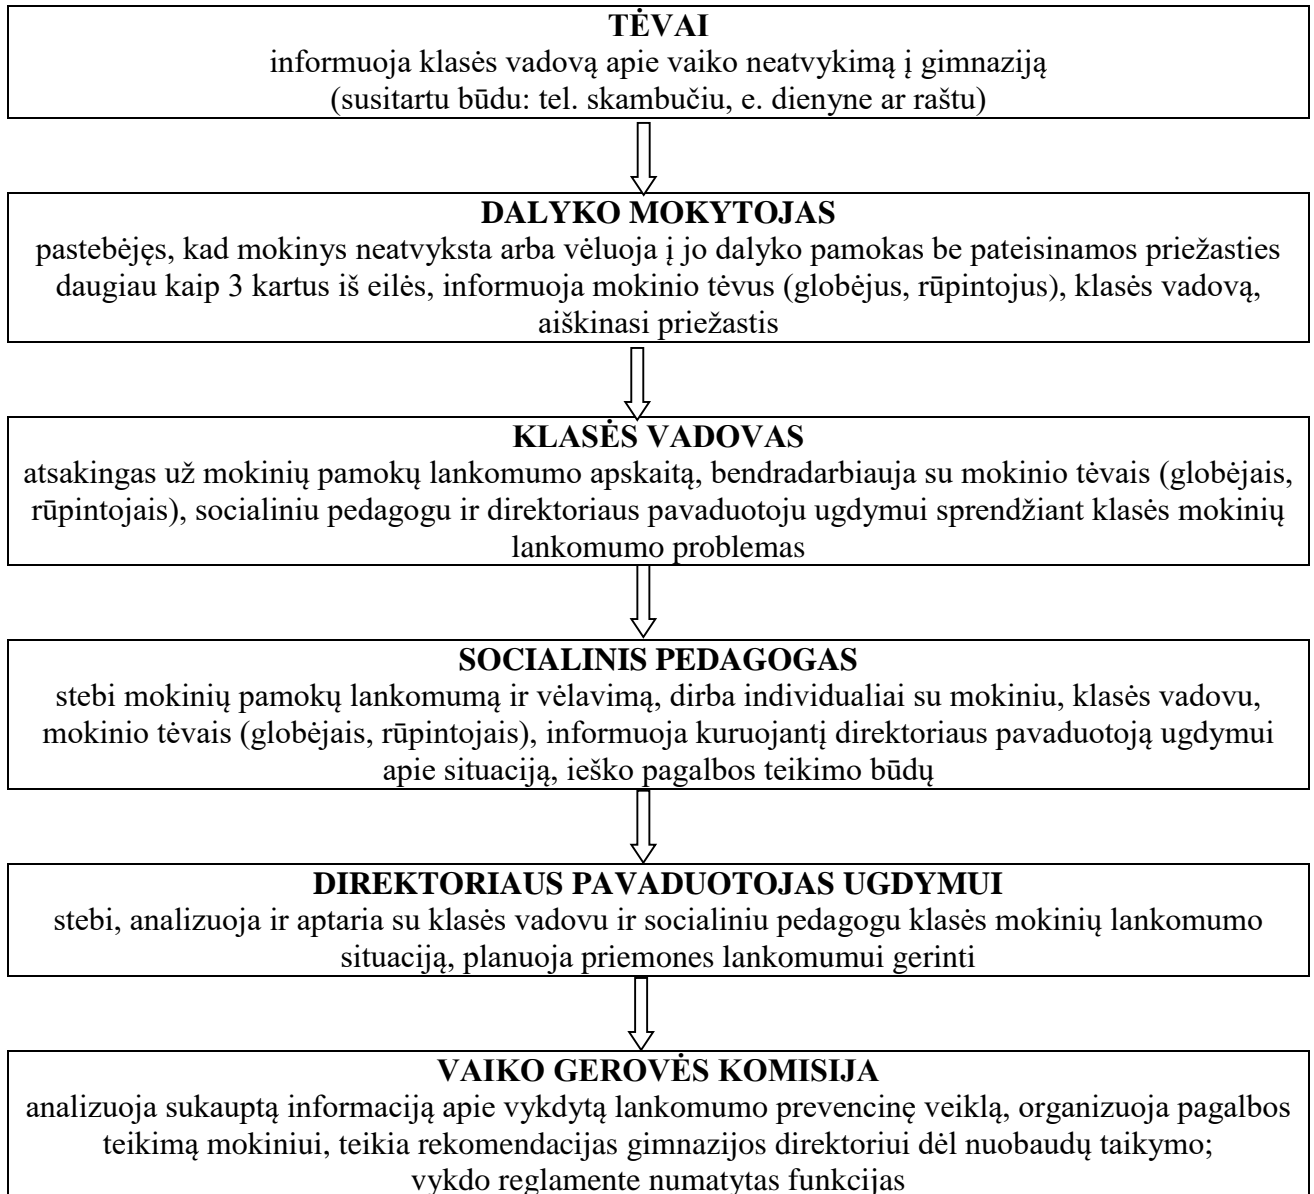 TĖVAI
informuoja klasės vadovą apie vaiko neatvykimą į gimnaziją
(susitartu būdu: tel. skambučiu, e. dienyne ar raštu)
DALYKO MOKYTOJAS
pastebėjęs, kad mokinys neatvyksta arba vėluoja į jo dalyko pamokas be pateisinamos priežasties
daugiau kaip 3 kartus iš eilės, informuoja mokinio tėvus (globėjus, rūpintojus), klasės vadovą,
aiškinasi priežastis
KLASĖS VADOVAS
atsakingas už mokinių pamokų lankomumo apskaitą, bendradarbiauja su mokinio tėvais (globėjais,
rūpintojais), socialiniu pedagogu ir direktoriaus pavaduotoju ugdymui sprendžiant klasės mokinių
lankomumo problemas
SOCIALINIS PEDAGOGAS
stebi mokinių pamokų lankomumą ir vėlavimą, dirba individualiai su mokiniu, klasės vadovu,
mokinio tėvais (globėjais, rūpintojais), informuoja kuruojantį direktoriaus pavaduotoją ugdymui
apie situaciją, ieško pagalbos teikimo būdų
DIREKTORIAUS PAVADUOTOJAS UGDYMUI
stebi, analizuoja ir aptaria su klasės vadovu ir socialiniu pedagogu klasės mokinių lankomumo
situaciją, planuoja priemones lankomumui gerinti
VAIKO GEROVĖS KOMISIJA
analizuoja sukauptą informaciją apie vykdytą lankomumo prevencinę veiklą, organizuoja pagalbos
teikimą mokiniui, teikia rekomendacijas gimnazijos direktoriui dėl nuobaudų taikymo;
vykdo reglamente numatytas funkcijas